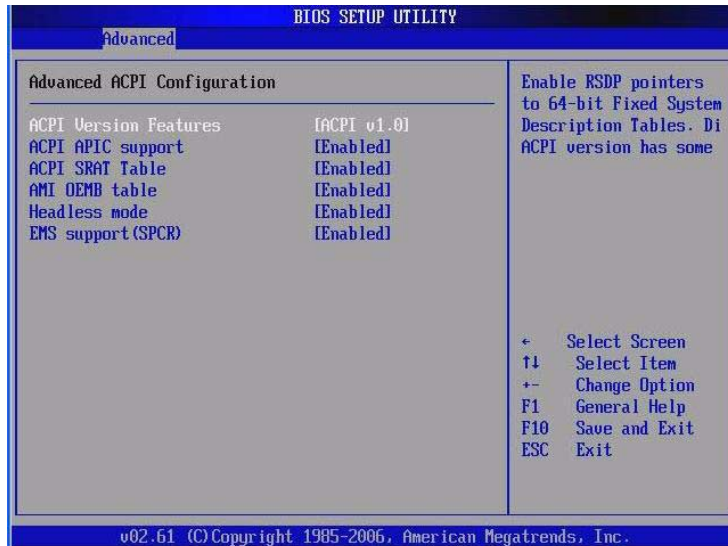 BIOS SETUP UTILITY
Advanced
Advanced ACPI Configuration
ACPI Version Features [ACPI v1.0]
ACPI APIC support [Enabled]
ACPI SRAT Table [Enabled]
AMI OEMB table [Enabled]
Headless mode [Enabled]
EMS support(SPCR) [Enabled]
Enable RSDP pointers
to 64-bit Fixed System
Description Tables. Di
ACPI version has some
← Select Screen
↑↓ Select Item
+- Change Option
F1 General Help
F10 Save and Exit
ESC Exit
v02.61 (C)Copyright 1985-2006, American Megatrends, Inc.